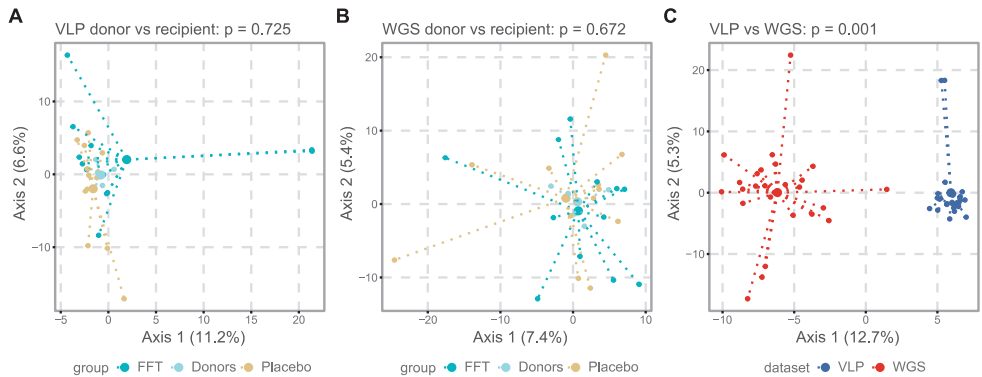 A
VLP donor vs recipient: p = 0.725
Axis 2 (6.6%)
10
0
−10
−5
0
5
10
15
20
Axis 1 (11.2%)
group FFT Donors Placebo
B
WGS donor vs recipient: p = 0.672
Axis 2 (5.4%)
20
10
0
−10
−20
−10
0
10
Axis 1 (7.4%)
group FFT Donors Placebo
C
VLP vs WGS: p = 0.001
Axis 2 (5.3%)
20
10
0
−10
−10
−5
0
5
Axis 1 (12.7%)
dataset VLP WGS